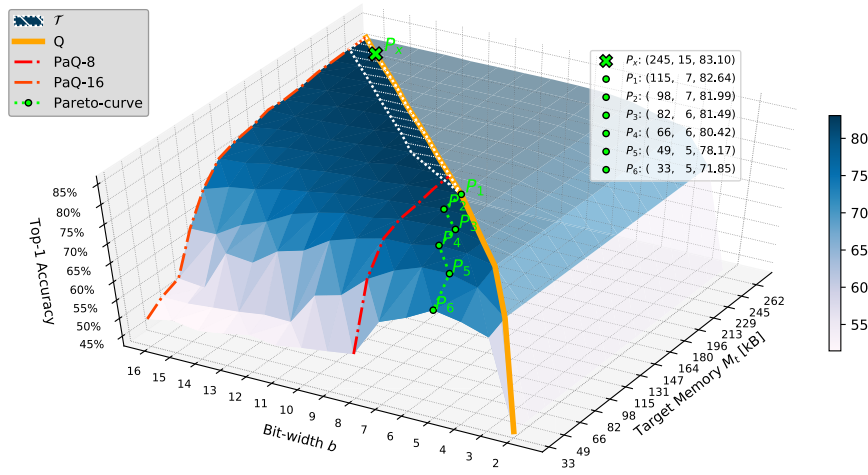 𝒯
Q
PaQ-8
PaQ-16
Pareto-curve
Pₓ
Pₓ: (245, 15, 83.10)
P₁: (115, 7, 82.64)
P₂: ( 98, 7, 81.99)
P₃: ( 82, 6, 81.49)
P₄: ( 66, 6, 80.42)
P₅: ( 49, 5, 78.17)
P₆: ( 33, 5, 71.85)
P₁
P₂
P₃
P₄
P₅
P₆
85%
80%
75%
70%
65%
60%
55%
50%
45%
Top-1 Accuracy
16
15
14
13
12
11
10
9
8
7
6
5
4
3
2
Bit-width b
33
49
66
82
98
115
131
147
164
180
196
213
229
245
262
Target Memory Mₜ [kB]
80
75
70
65
60
55